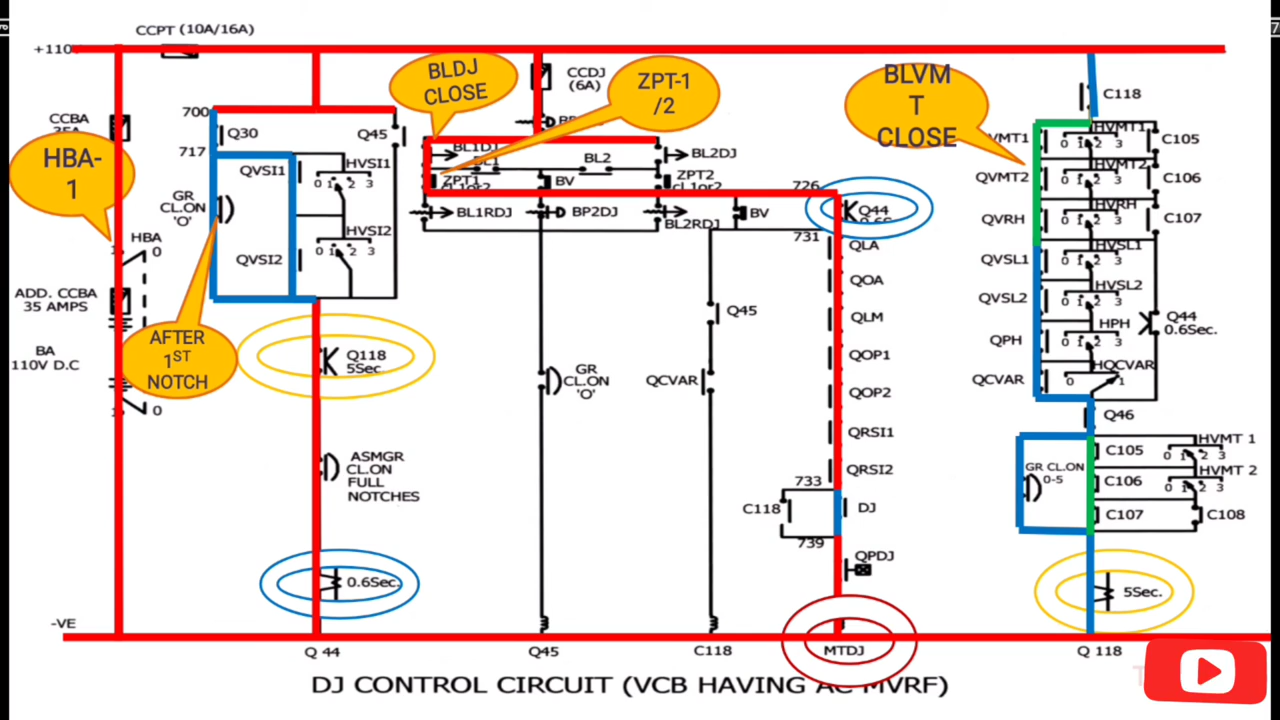 CCPT (10A/16A)
+110
CCBA
HBA-
1
HBA
0
ADD. CCBA
35 AMPS
BA
110V D.C
0
-VE
700
Q30
717
QVSI1
GR
CL.ON
'O'
QVSI2
HVSI1
0 1 2 3
HVSI2
0 1 2 3
Q45
AFTER
1ST
NOTCH
Q118
5Sec
ASMGR
CL.ON
FULL
NOTCHES
0.6Sec.
Q 44
BLDJ
CLOSE
CCDJ
(6A)
ZPT-1
/2
BL1DJ
BL2
BL2DJ
ZPT1
BV
ZPT2
BL1RDJ
BP2DJ
BL2RDJ
BV
GR
CL.ON
'O'
Q45
Q45
QCVAR
C118
726
Q44
731
QLA
QOA
QLM
QOP1
QOP2
QRSI1
QRSI2
733
C118
DJ
739
QPDJ
MTDJ
BLVM
T
CLOSE
C118
VMT1
HVMT1
0 1 2 3
C105
QVMT2
HVMT2
0 1 2 3
C106
QVRH
HVRH
0 1 2 3
C107
QVSL1
HVSL1
0 1 2 3
QVSL2
HVSL2
0 1 2 3
Q44
0.6Sec.
QPH
HPH
0 1 2 3
QCVAR
HQCVAR
0 1
Q46
GR CL.ON
0-5
C105
HVMT 1
0 1 2 3
C106
HVMT 2
0 1 2 3
C107
C108
5Sec.
Q 118
DJ CONTROL CIRCUIT (VCB HAVING AC MVRF)